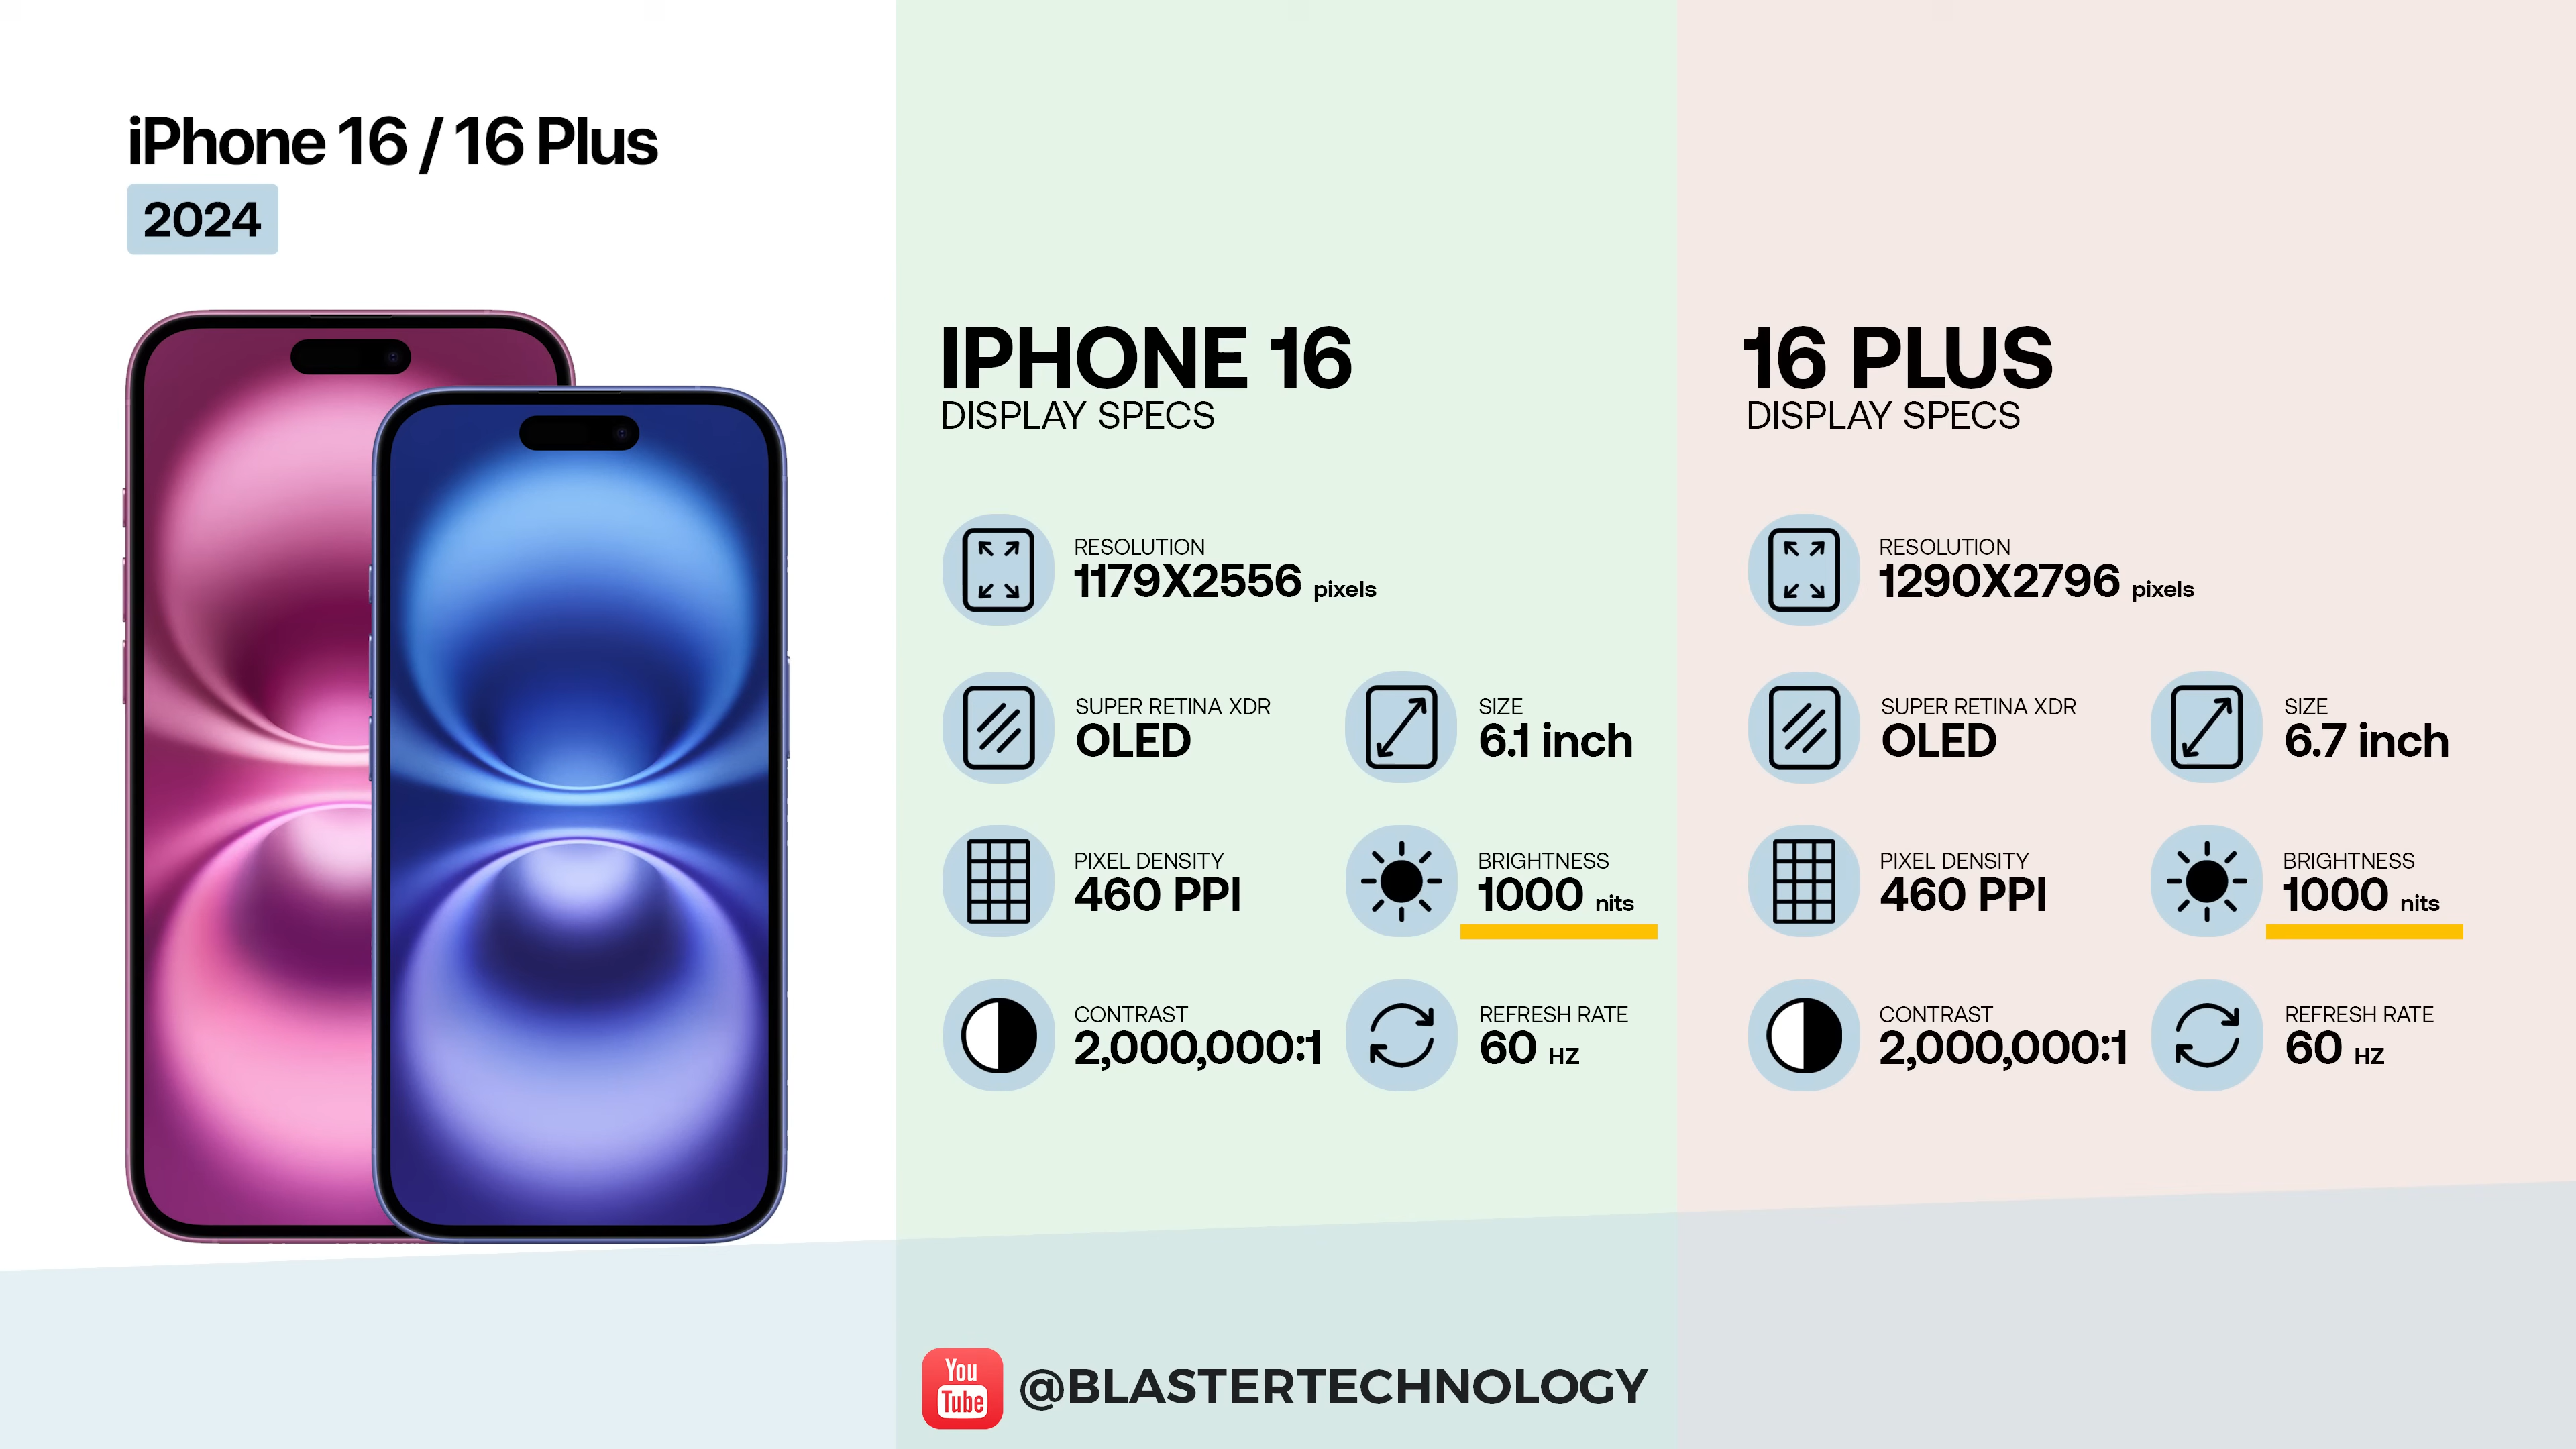 iPhone 16 / 16 Plus
2024
IPHONE 16
DISPLAY SPECS
RESOLUTION
1179X2556 pixels
SUPER RETINA XDR
OLED
SIZE
6.1 inch
PIXEL DENSITY
460 PPI
BRIGHTNESS
1000 nits
CONTRAST
2,000,000:1
REFRESH RATE
60 HZ
16 PLUS
DISPLAY SPECS
RESOLUTION
1290X2796 pixels
SUPER RETINA XDR
OLED
SIZE
6.7 inch
PIXEL DENSITY
460 PPI
BRIGHTNESS
1000 nits
CONTRAST
2,000,000:1
REFRESH RATE
60 HZ
You
Tube
@BLASTERTECHNOLOGY